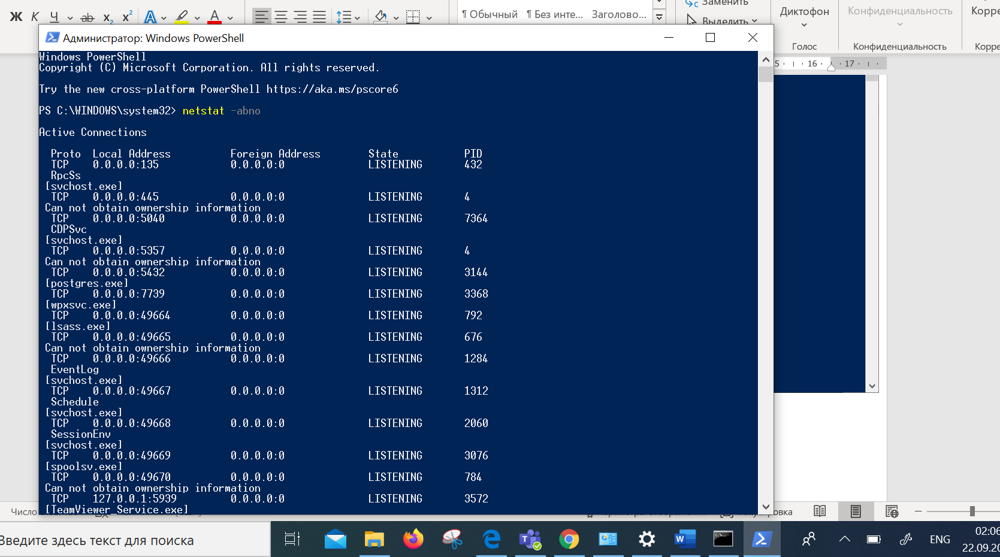 Ж К Ч ab x₂ x² A A
¶ Обычный ¶ Без инте... Заголово...
Заменить
Выделить
Диктофон
Голос
Конфиденциальность
Конфиденциальность
Корре
Корре
5 16 17
Администратор: Windows PowerShell
Windows PowerShell
Copyright (C) Microsoft Corporation. All rights reserved.
Try the new cross-platform PowerShell https://aka.ms/pscore6
PS C:\WINDOWS\system32> netstat -abno
Active Connections
Proto Local Address Foreign Address State PID
TCP 0.0.0.0:135 0.0.0.0:0 LISTENING 432
RpcSs
[svchost.exe]
TCP 0.0.0.0:445 0.0.0.0:0 LISTENING 4
Can not obtain ownership information
TCP 0.0.0.0:5040 0.0.0.0:0 LISTENING 7364
CDPSvc
[svchost.exe]
TCP 0.0.0.0:5357 0.0.0.0:0 LISTENING 4
Can not obtain ownership information
TCP 0.0.0.0:5432 0.0.0.0:0 LISTENING 3144
[postgres.exe]
TCP 0.0.0.0:7739 0.0.0.0:0 LISTENING 3368
[wpxsvc.exe]
TCP 0.0.0.0:49664 0.0.0.0:0 LISTENING 792
[lsass.exe]
TCP 0.0.0.0:49665 0.0.0.0:0 LISTENING 676
Can not obtain ownership information
TCP 0.0.0.0:49666 0.0.0.0:0 LISTENING 1284
EventLog
[svchost.exe]
TCP 0.0.0.0:49667 0.0.0.0:0 LISTENING 1312
Schedule
[svchost.exe]
TCP 0.0.0.0:49668 0.0.0.0:0 LISTENING 2060
SessionEnv
[svchost.exe]
TCP 0.0.0.0:49669 0.0.0.0:0 LISTENING 3076
[spoolsv.exe]
TCP 0.0.0.0:49670 0.0.0.0:0 LISTENING 784
Can not obtain ownership information
TCP 127.0.0.1:5939 0.0.0.0:0 LISTENING 3572
[TeamViewer_Service.exe]
Число
Введите здесь текст для поиска
ENG
02:06
22.09.20